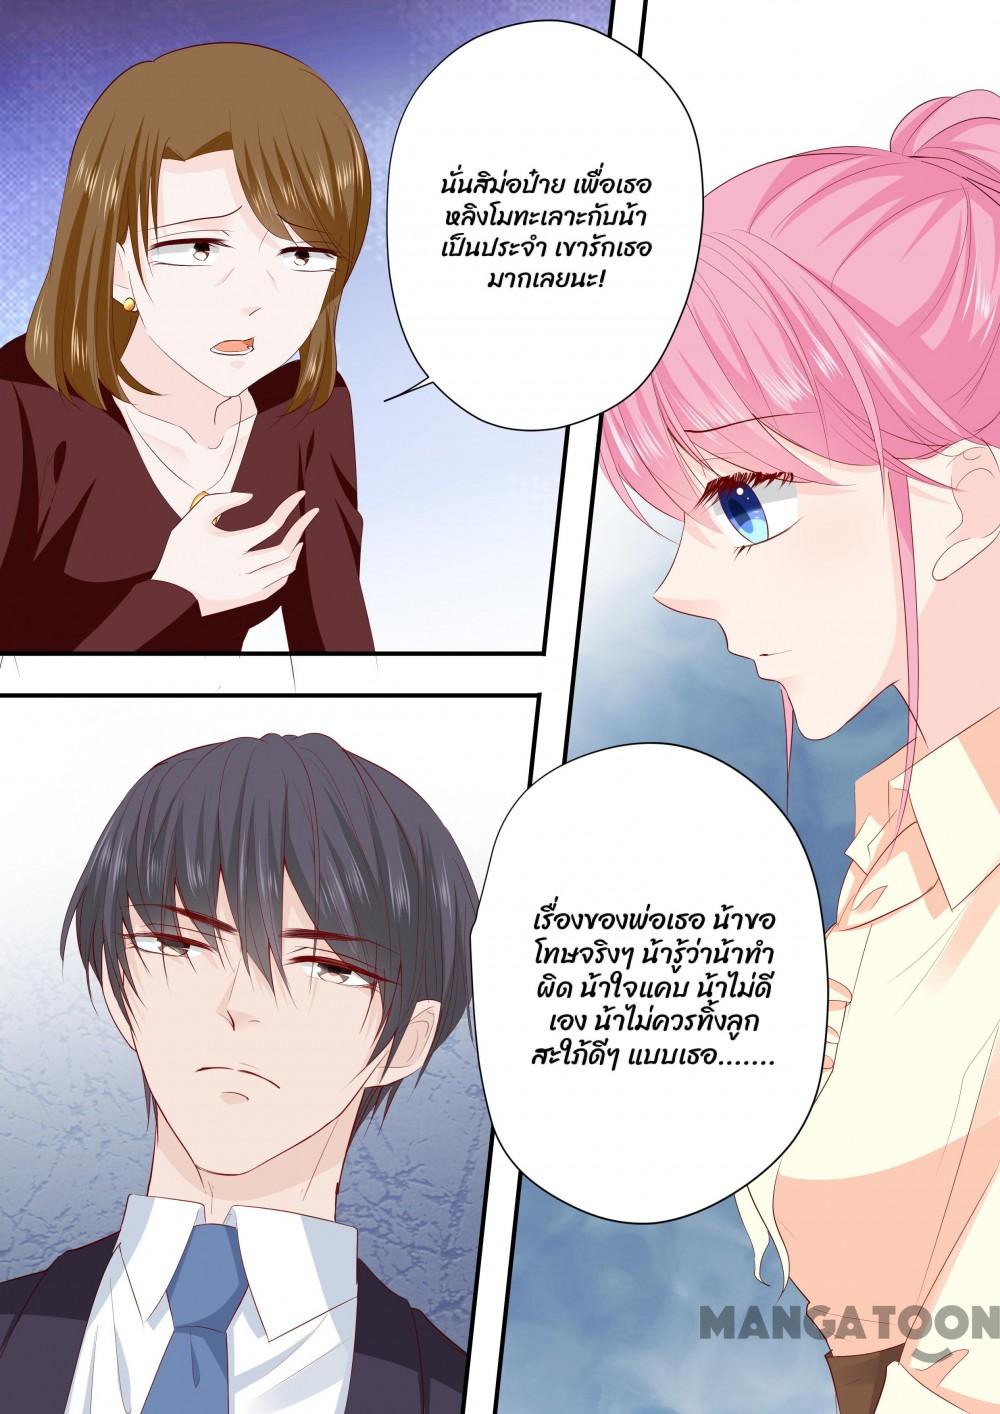 นั่นสิม่อป๋าย เพื่อเธอ
หลิงโมทะเลาะกับน้า
เป็นประจำ เขารักเธอ
มากเลยนะ!
เรื่องของพ่อเธอ น้าขอ
โทษจริงๆ น้ารู้ว่าน้าทำ
ผิด น้าใจแคบ น้าไม่ดี
เอง น้าไม่ควรทิ้งลูก
สะใภ้ดีๆ แบบเธอ.......
MANGATOON